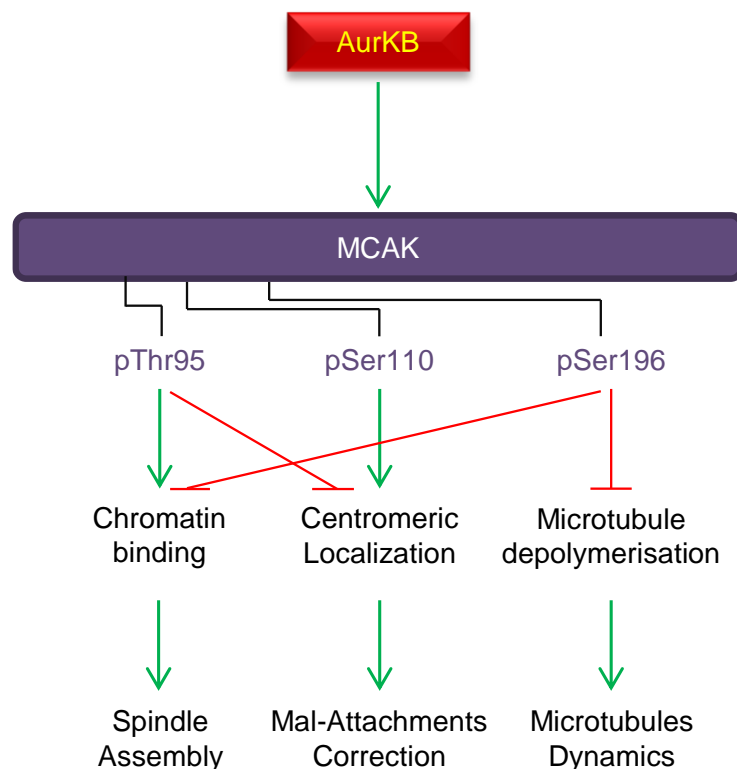 AurKB
MCAK
pThr95
pSer110
pSer196
Chromatin
binding
Centromeric
Localization
Microtubule
depolymerisation
Spindle
Assembly
Mal-Attachments
Correction
Microtubules
Dynamics